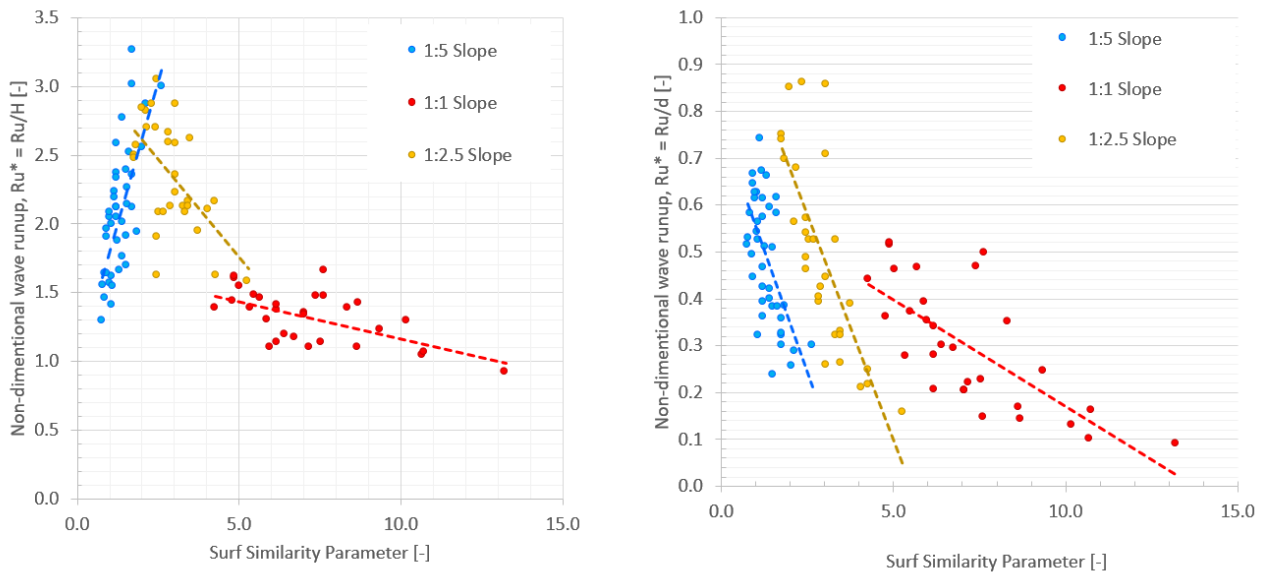 Non-dimentional wave runup, Ru* = Ru/H [-]
3.5
3.0
2.5
2.0
1.5
1.0
0.5
0.0
0.0
5.0
10.0
15.0
Surf Similarity Parameter [-]
1:5 Slope
1:1 Slope
1:2.5 Slope
Non-dimentional wave runup, Ru* = Ru/d [-]
1.0
0.9
0.8
0.7
0.6
0.5
0.4
0.3
0.2
0.1
0.0
0.0
5.0
10.0
15.0
Surf Similarity Parameter [-]
1:5 Slope
1:1 Slope
1:2.5 Slope